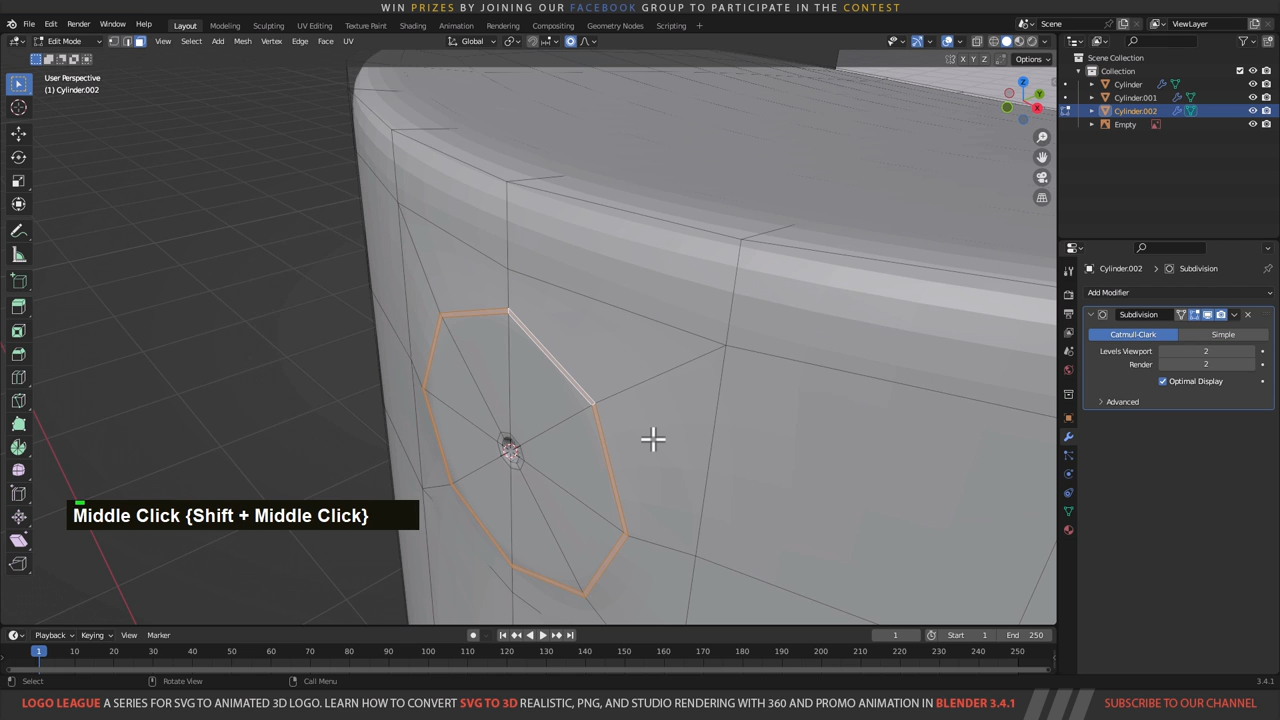 WIN PRIZES BY JOINING OUR FACEBOOK GROUP TO PARTICIPATE IN THE CONTEST
File Edit Render Window Help Layout Modeling Sculpting UV Editing Texture Paint Shading Animation Rendering Compositing Geometry Nodes Scripting + Scene ViewLayer
Edit Mode View Select Add Mesh Vertex Edge Face UV Global
X Y Z Options
User Perspective
(1) Cylinder.002
Z
Y
X
Scene Collection
Collection
Cylinder
Cylinder.001
Cylinder.002
Empty
Cylinder.002 > Subdivision
Add Modifier
Subdivision
Catmull-Clark Simple
Levels Viewport 2
Render 2
Optimal Display
Advanced
Middle Click {Shift + Middle Click}
Playback Keying View Marker 1 Start 1 End 250
1 10 20 30 40 50 60 70 80 90 100 110 120 130 140 150 160 170 180 190 200 210 220 230 240 250
Select Rotate View Call Menu 3.4.1
LOGO LEAGUE A SERIES FOR SVG TO ANIMATED 3D LOGO. LEARN HOW TO CONVERT SVG TO 3D REALISTIC, PNG, AND STUDIO RENDERING WITH 360 AND PROMO ANIMATION IN BLENDER 3.4.1 SUBSCRIBE TO OUR CHANNEL